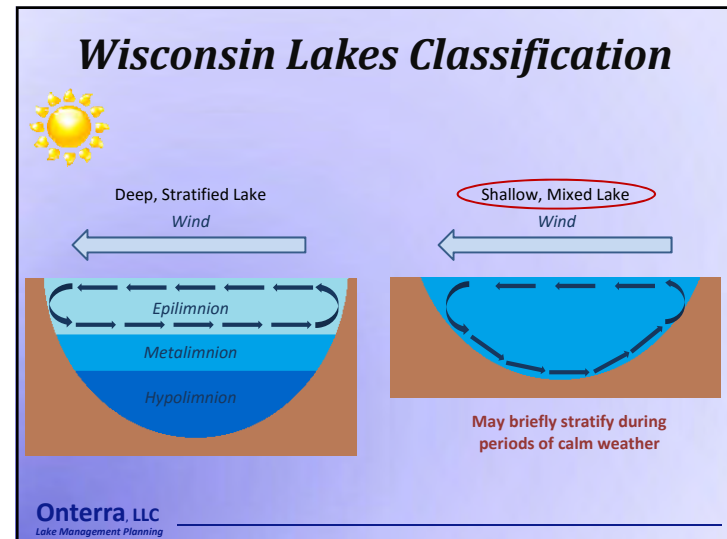 Wisconsin Lakes Classification
Deep, Stratified Lake
Wind
Epilimnion
Metalimnion
Hypolimnion
Shallow, Mixed Lake
Wind
May briefly stratify during
periods of calm weather
Onterra, LLC
Lake Management Planning